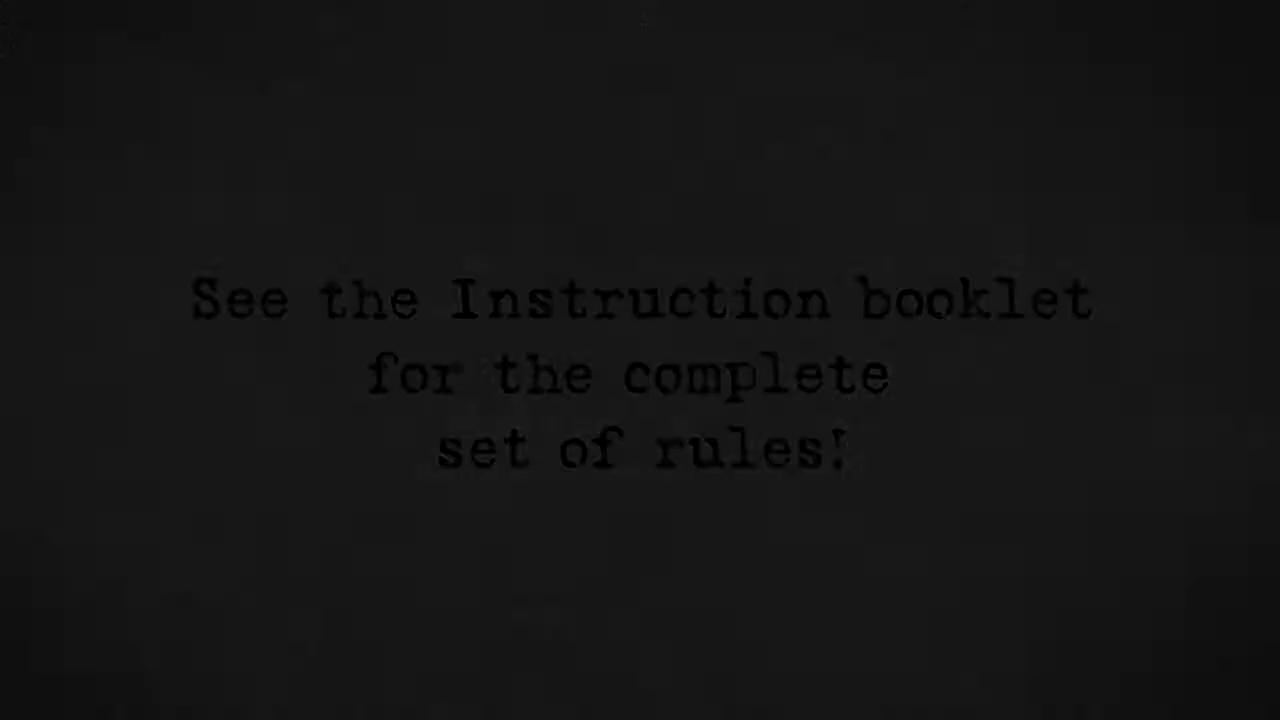 See the Instruction booklet
for the complete
set of rules!